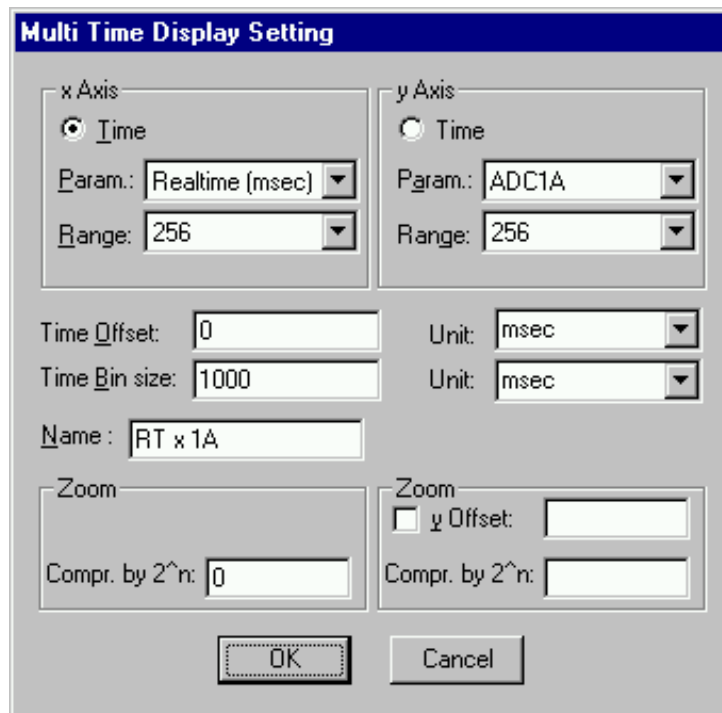 Multi Time Display Setting
x Axis
Time
Param.: Realtime (msec)
Range: 256
y Axis
Time
Param.: ADC1A
Range: 256
Time Offset: 0 Unit: msec
Time Bin size: 1000 Unit: msec
Name : RT x 1A
Zoom
Compr. by 2^n: 0
Zoom
y Offset:
Compr. by 2^n:
OK Cancel